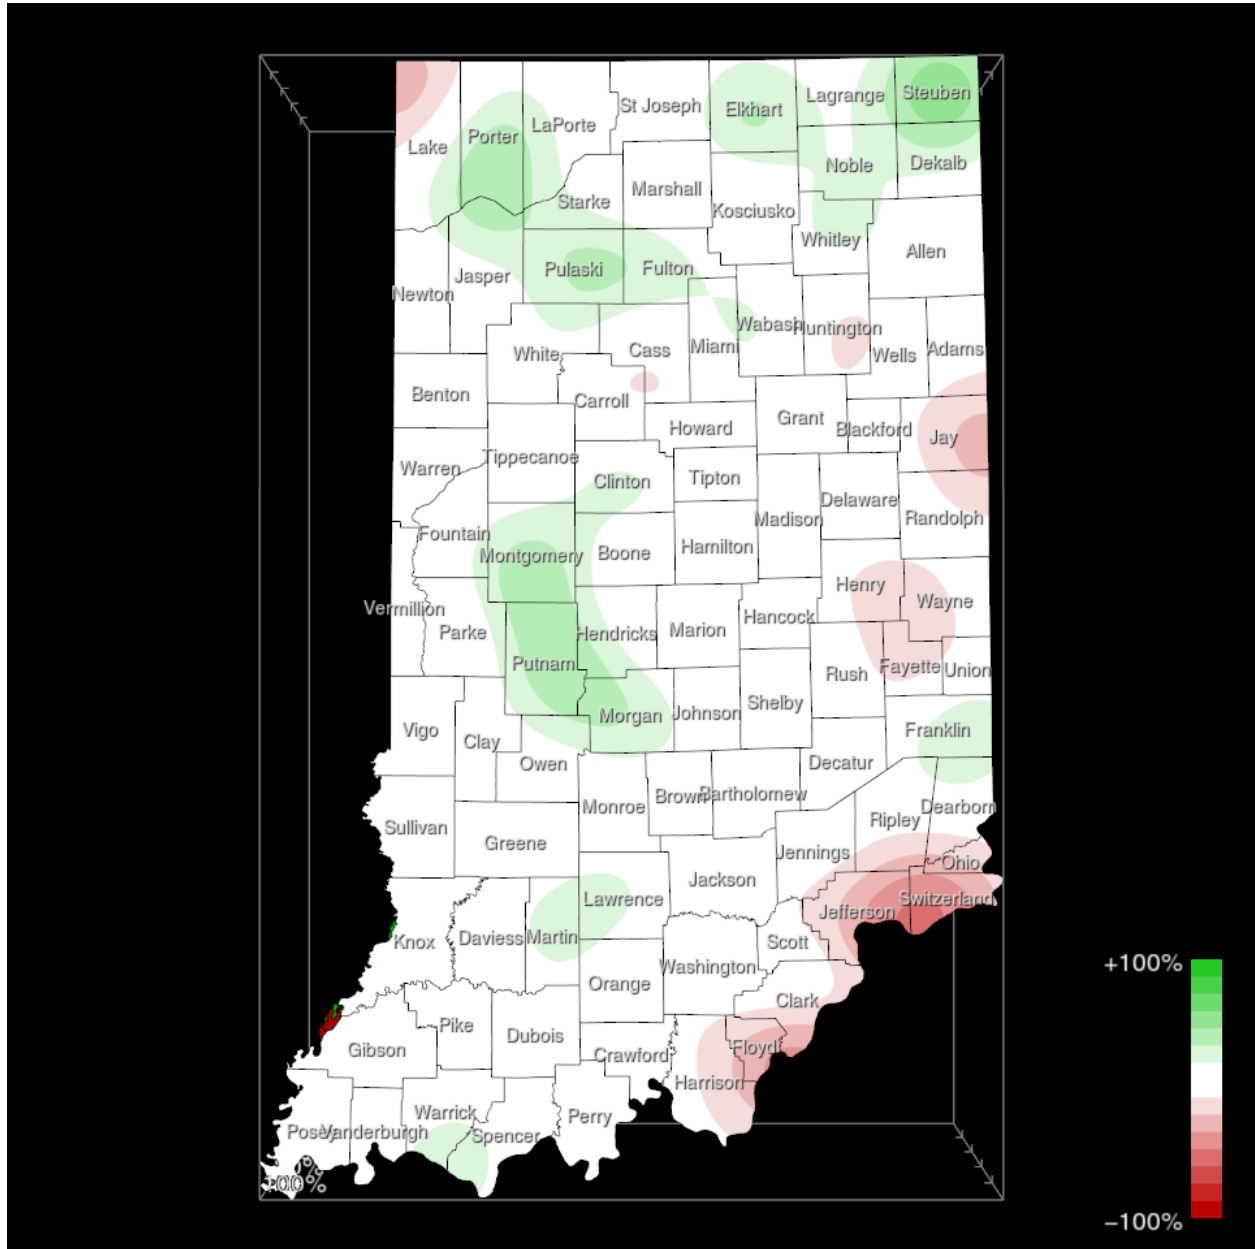 St Joseph
Elkhart
Lagrange
Steuben
Lake
Porter
LaPorte
Noble
Dekalb
Starke
Marshall
Kosciusko
Whitley
Allen
Newton
Jasper
Pulaski
Fulton
Wabash
Huntington
White
Cass
Miami
Wells
Adams
Benton
Carroll
Howard
Grant
Blackford
Jay
Warren
Tippecanoe
Clinton
Tipton
Madison
Delaware
Randolph
Fountain
Montgomery
Boone
Hamilton
Henry
Wayne
Vermillion
Parke
Hendricks
Marion
Hancock
Putnam
Rush
Fayette
Union
Vigo
Clay
Morgan
Johnson
Shelby
Franklin
Owen
Decatur
Monroe
Brown
Bartholomew
Dearborn
Sullivan
Greene
Ripley
Jennings
Ohio
Lawrence
Jackson
Jefferson
Switzerland
Knox
Daviess
Martin
Scott
Washington
Orange
Clark
Gibson
Pike
Dubois
Crawford
Floyd
Harrison
Posey
Vanderburgh
Warrick
Spencer
Perry
+100%
−100%